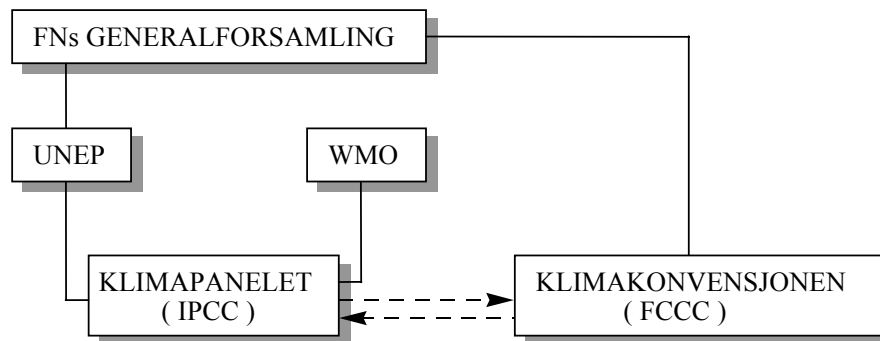 FNs GENERALFORSAMLING
UNEP
WMO
KLIMAPANELET
( IPCC )
KLIMAKONVENSJONEN
( FCCC )